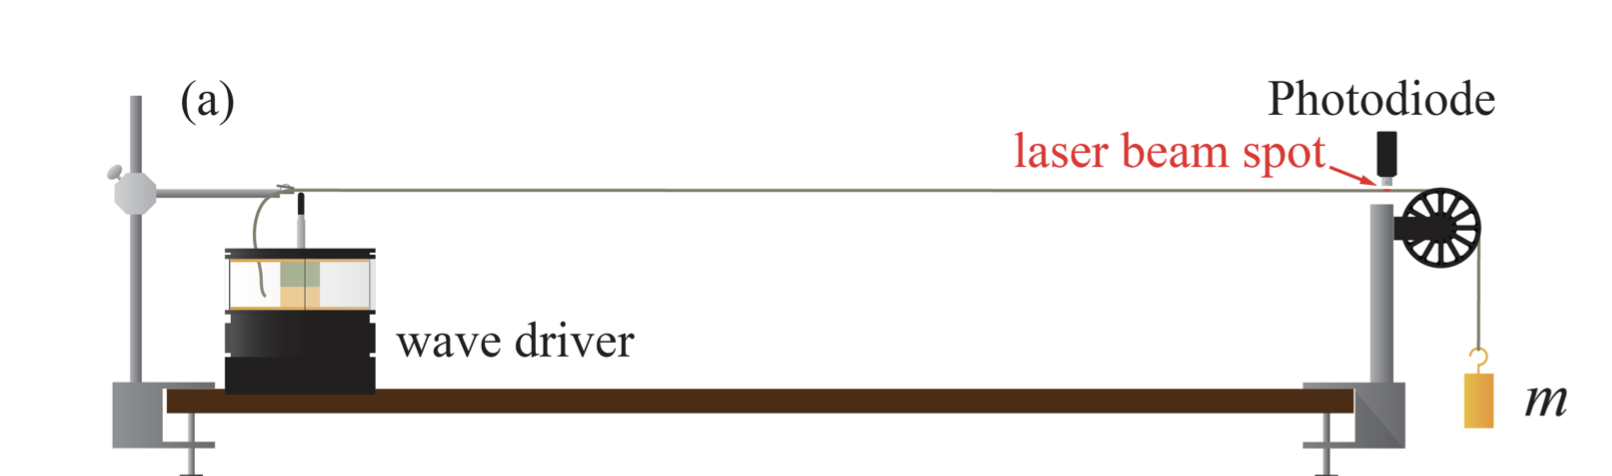 (a)
Photodiode
laser beam spot
wave driver
m